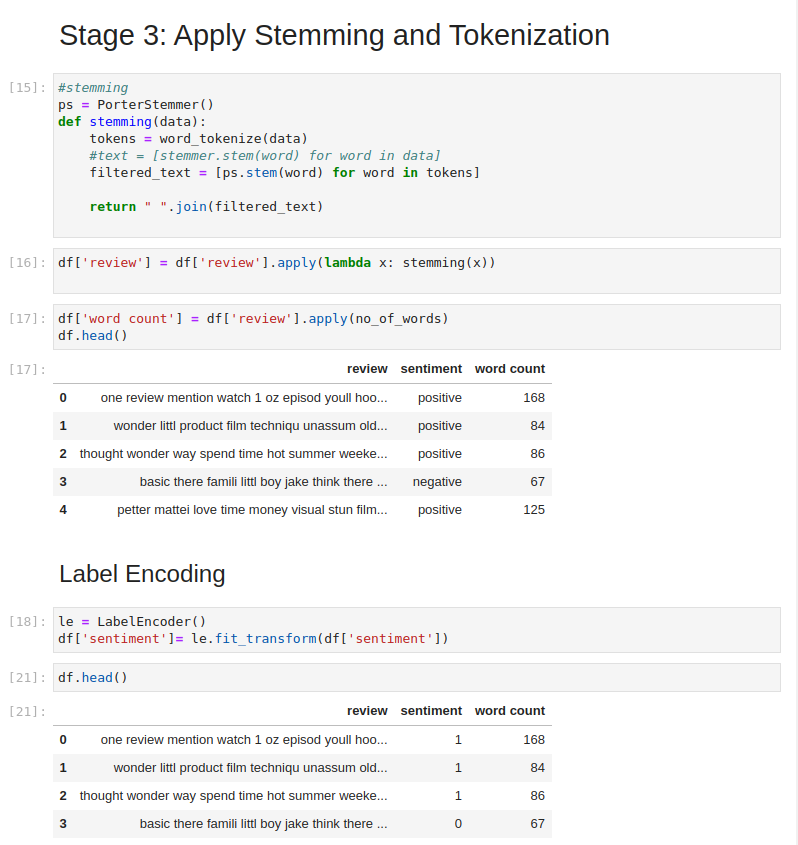 Stage 3: Apply Stemming and Tokenization
[15]: #stemming
ps = PorterStemmer()
def stemming(data):
    tokens = word_tokenize(data)
    #text = [stemmer.stem(word) for word in data]
    filtered_text = [ps.stem(word) for word in tokens]
    return " ".join(filtered_text)
[16]: df['review'] = df['review'].apply(lambda x: stemming(x))
[17]: df['word count'] = df['review'].apply(no_of_words)
df.head()
[17]: review sentiment word count
0 one review mention watch 1 oz episod youll hoo... positive 168
1 wonder littl product film techniqu unassum old... positive 84
2 thought wonder way spend time hot summer weeke... positive 86
3 basic there famili littl boy jake think there ... negative 67
4 petter mattei love time money visual stun film... positive 125
Label Encoding
[18]: le = LabelEncoder()
df['sentiment']= le.fit_transform(df['sentiment'])
[21]: df.head()
[21]: review sentiment word count
0 one review mention watch 1 oz episod youll hoo... 1 168
1 wonder littl product film techniqu unassum old... 1 84
2 thought wonder way spend time hot summer weeke... 1 86
3 basic there famili littl boy jake think there ... 0 67